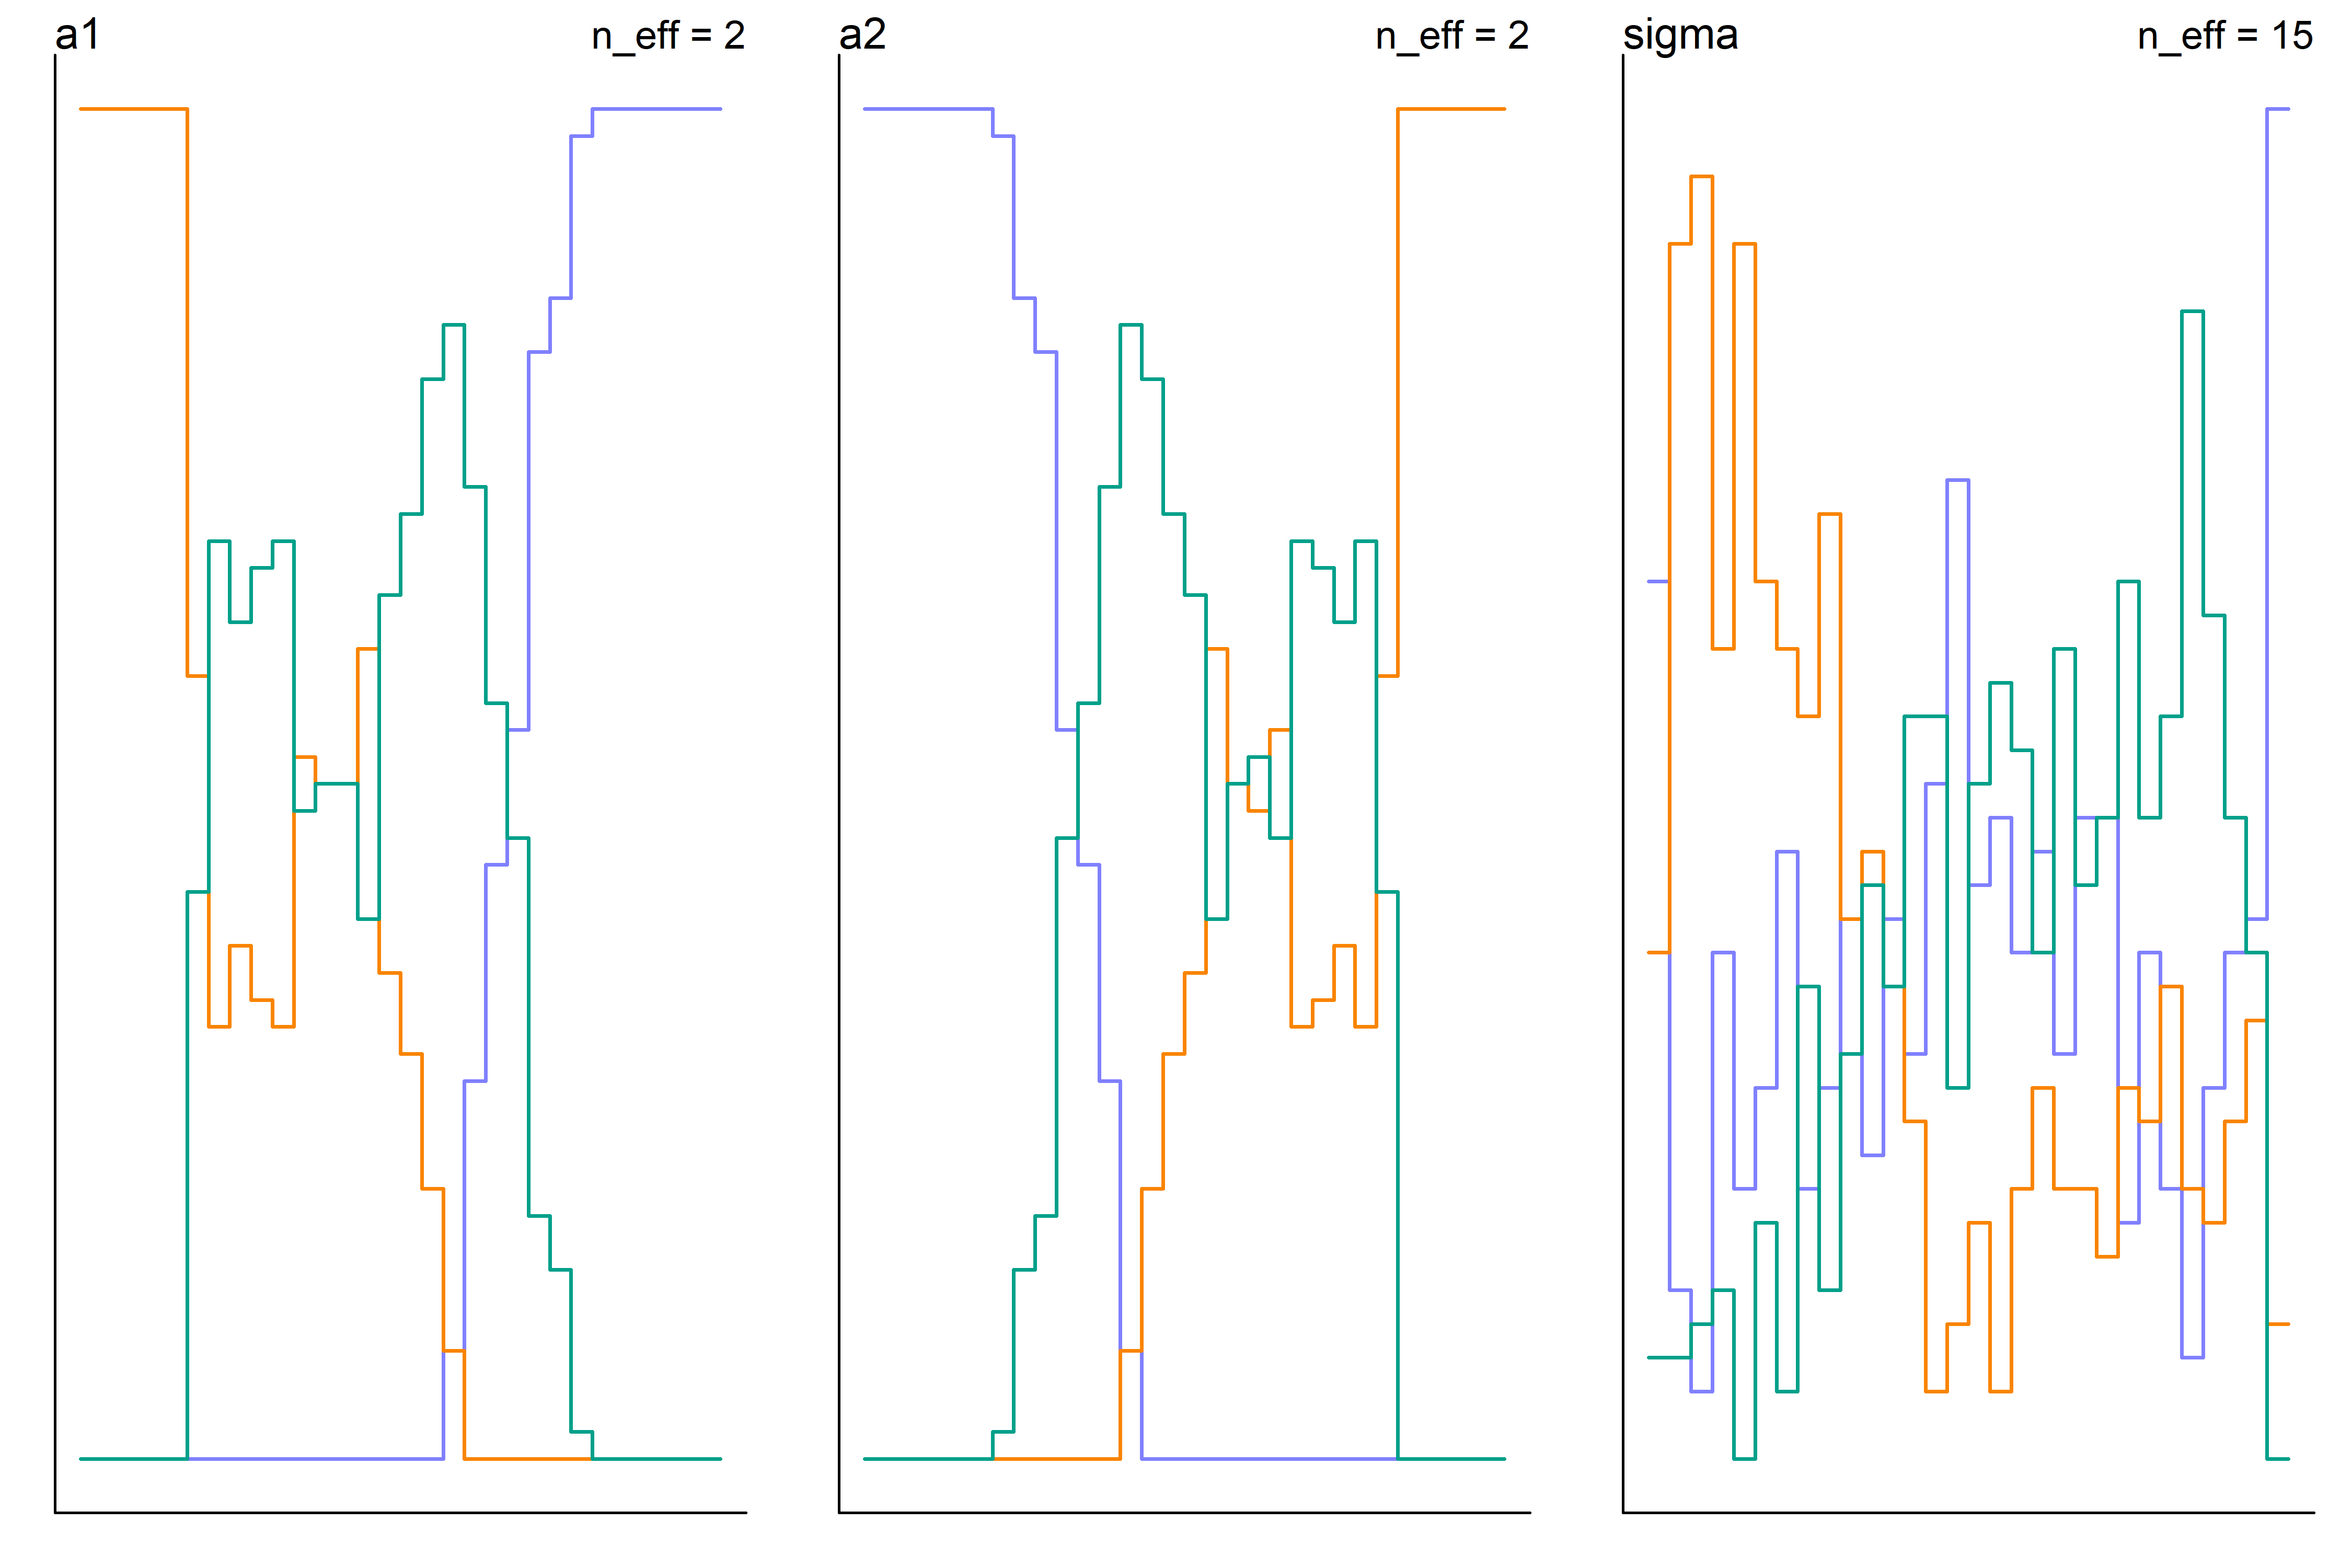 a1 n_eff = 2 a2 n_eff = 2 sigma n_eff = 15